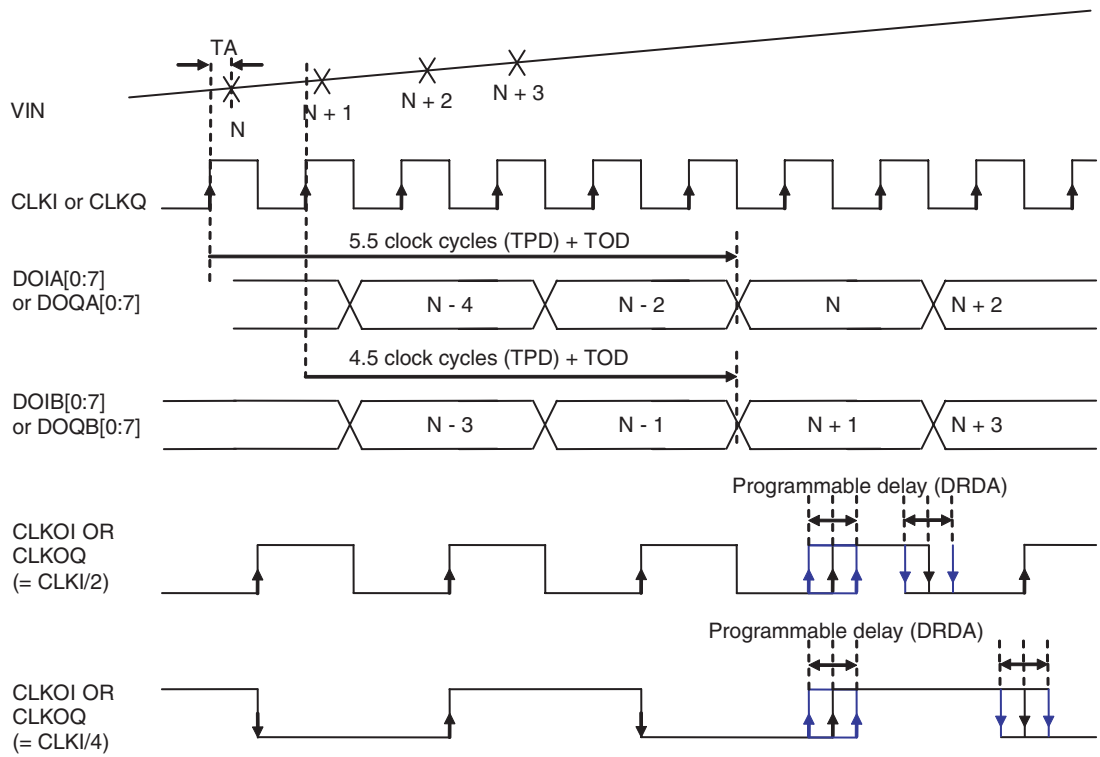 TA
VIN
N
N + 1
N + 2
N + 3
CLKI or CLKQ
5.5 clock cycles (TPD) + TOD
DOIA[0:7]
or DOQA[0:7]
N - 4
N - 2
N
N + 2
4.5 clock cycles (TPD) + TOD
DOIB[0:7]
or DOQB[0:7]
N - 3
N - 1
N + 1
N + 3
Programmable delay (DRDA)
CLKOI OR
CLKOQ
(= CLKI/2)
Programmable delay (DRDA)
CLKOI OR
CLKOQ
(= CLKI/4)